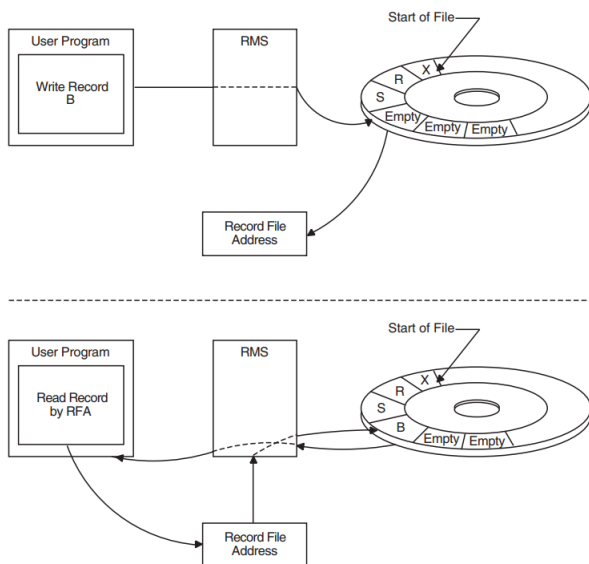 Start of File
User Program
RMS
Write Record
B
X
R
S
Empty
Empty
Empty
Record File
Address
Start of File
User Program
RMS
Read Record
by RFA
X
R
S
B
Empty
Empty
Record File
Address